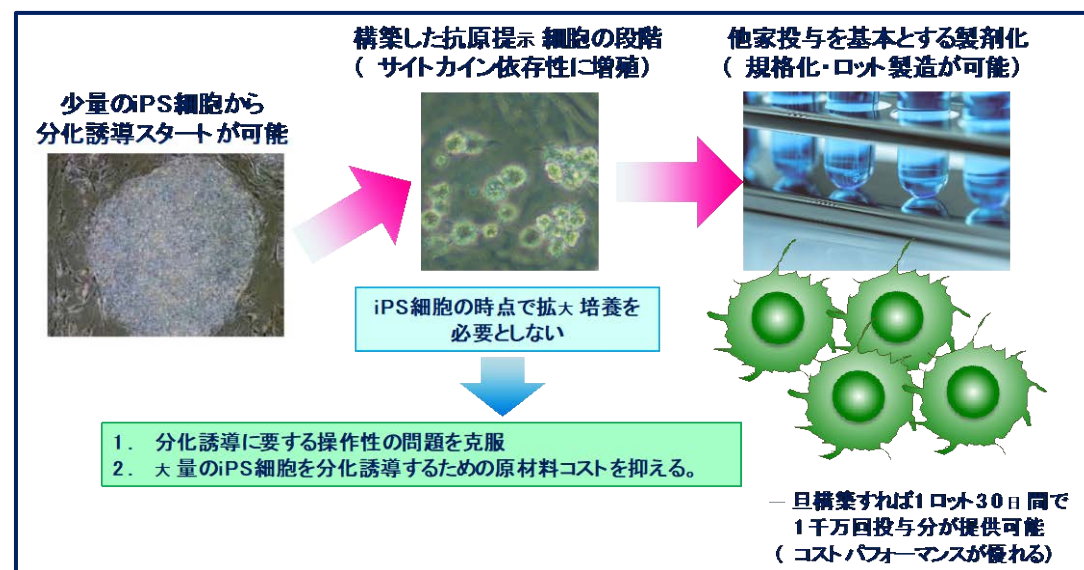 少量のiPS細胞から
分化誘導スタートが可能
構築した抗原提示細胞の段階
(サイトカイン依存性に増殖)
他家投与を基本とする製剤化
(規格化・ロット製造が可能)
iPS細胞の時点で拡大培養を
必要としない
1. 分化誘導に要する操作性の問題を克服
2. 大量のiPS細胞を分化誘導するための原材料コストを抑える。
一旦構築すれば1ロット30日間で
1千万回投与分が提供可能
(コストパフォーマンスが優れる)